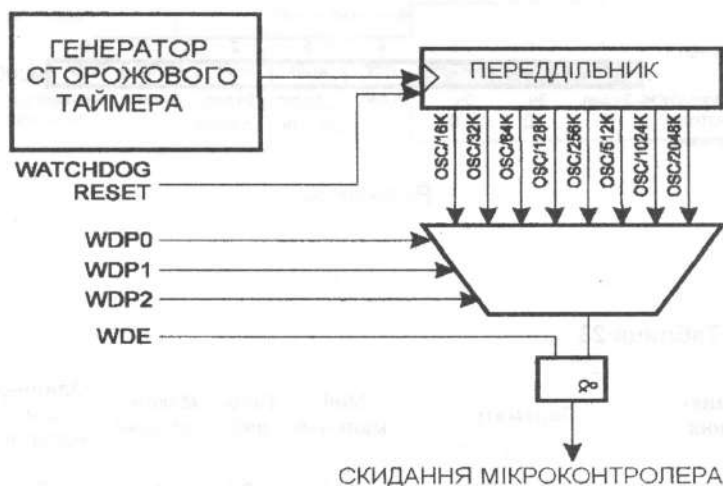 ГЕНЕРАТОР
СТОРОЖОВОГО
ТАЙМЕРА
ПЕРЕДДІЛЬНИК
WATCHDOG
RESET
OSC/16K
OSC/32K
OSC/64K
OSC/128K
OSC/256K
OSC/512K
OSC/1024K
OSC/2048K
WDP0
WDP1
WDP2
WDE
&
СКИДАННЯ МІКРОКОНТРОЛЕРА